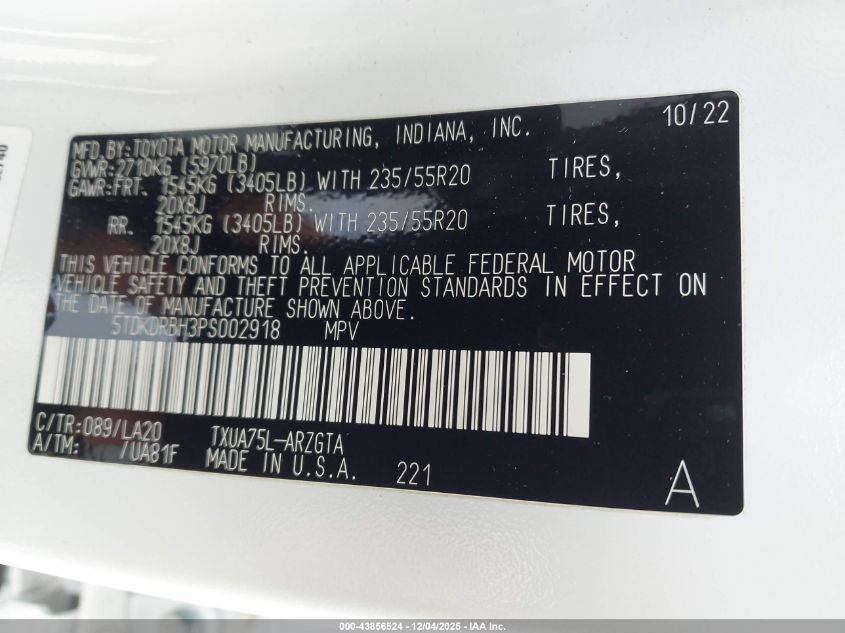 10/22
MFD.BY:TOYOTA MOTOR MANUFACTURING, INDIANA, INC.
GVWR:2710KG (5970LB)
GAWR:FRT. 1545KG (3405LB) WITH 235/55R20 TIRES,
20X8J RIMS.
RR. 1545KG (3405LB) WITH 235/55R20 TIRES,
20X8J RIMS.
THIS VEHICLE CONFORMS TO ALL APPLICABLE FEDERAL MOTOR
VEHICLE SAFETY AND THEFT PREVENTION STANDARDS IN EFFECT ON
THE DATE OF MANUFACTURE SHOWN ABOVE.
5TDKDRBH3PS002918 MPV
C/TR:089/LA20 TXUA75L-ARZGTA
A/TM: /UA81F MADE IN U.S.A. 221
A
000-43856524 - 12/04/2025 - IAA Inc.